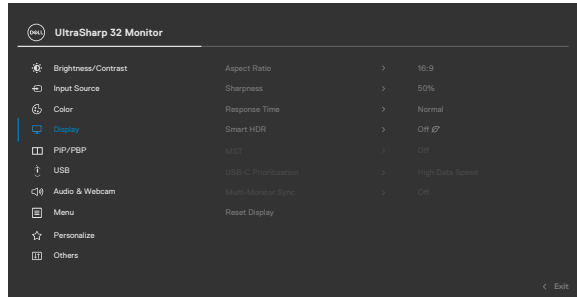 DELL UltraSharp 32 Monitor
Brightness/Contrast Aspect Ratio > 16:9
Input Source Sharpness > 50%
Color Response Time > Normal
Display Smart HDR > Off
PIP/PBP MST > Off
USB USB-C Prioritization > High Data Speed
Audio & Webcam Multi-Monitor Sync > Off
Menu Reset Display
Personalize
Others
< Exit